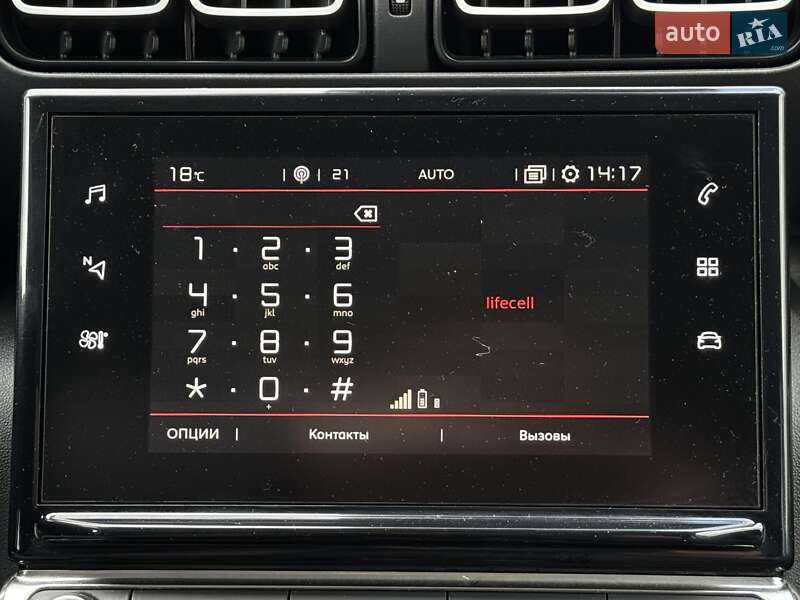 auto RIA .com
18°C 21 AUTO 14:17
1 · 2 · 3
abc def
4 · 5 · 6
ghi jkl mno
lifecell
7 · 8 · 9
pqrs tuv wxyz
* · 0 · #
+
ОПЦИИ | Контакты | Вызовы
N